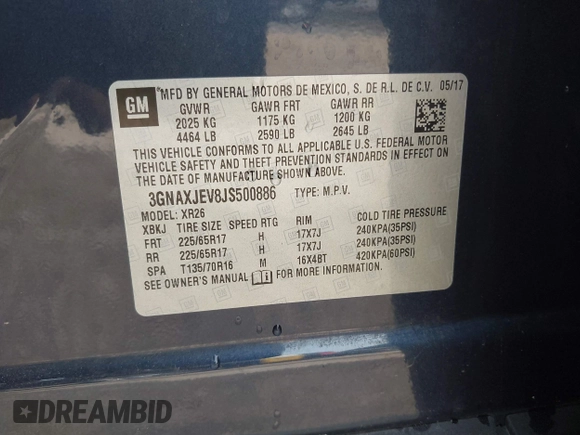 GM
*MFD BY GENERAL MOTORS DE MEXICO, S. DE R.L. DE C.V. 05/17
GVWR GAWR FRT GAWR RR
2025 KG 1175 KG 1200 KG
4464 LB 2590 LB 2645 LB
THIS VEHICLE CONFORMS TO ALL APPLICABLE U.S. FEDERAL MOTOR
VEHICLE SAFETY AND THEFT PREVENTION STANDARDS IN EFFECT ON
THE DATE OF MANUFACTURE SHOWN ABOVE.
3GNAXJEV8JS500886 TYPE: M.P.V.
MODEL: XR26
XBKJ TIRE SIZE SPEED RTG RIM COLD TIRE PRESSURE
FRT 225/65R17 H 17X7J 240KPA(35PSI)
RR 225/65R17 H 17X7J 240KPA(35PSI)
SPA T135/70R16 M 16X4BT 420KPA(60PSI)
SEE OWNER'S MANUAL FOR MORE INFORMATION.
DREAMBID